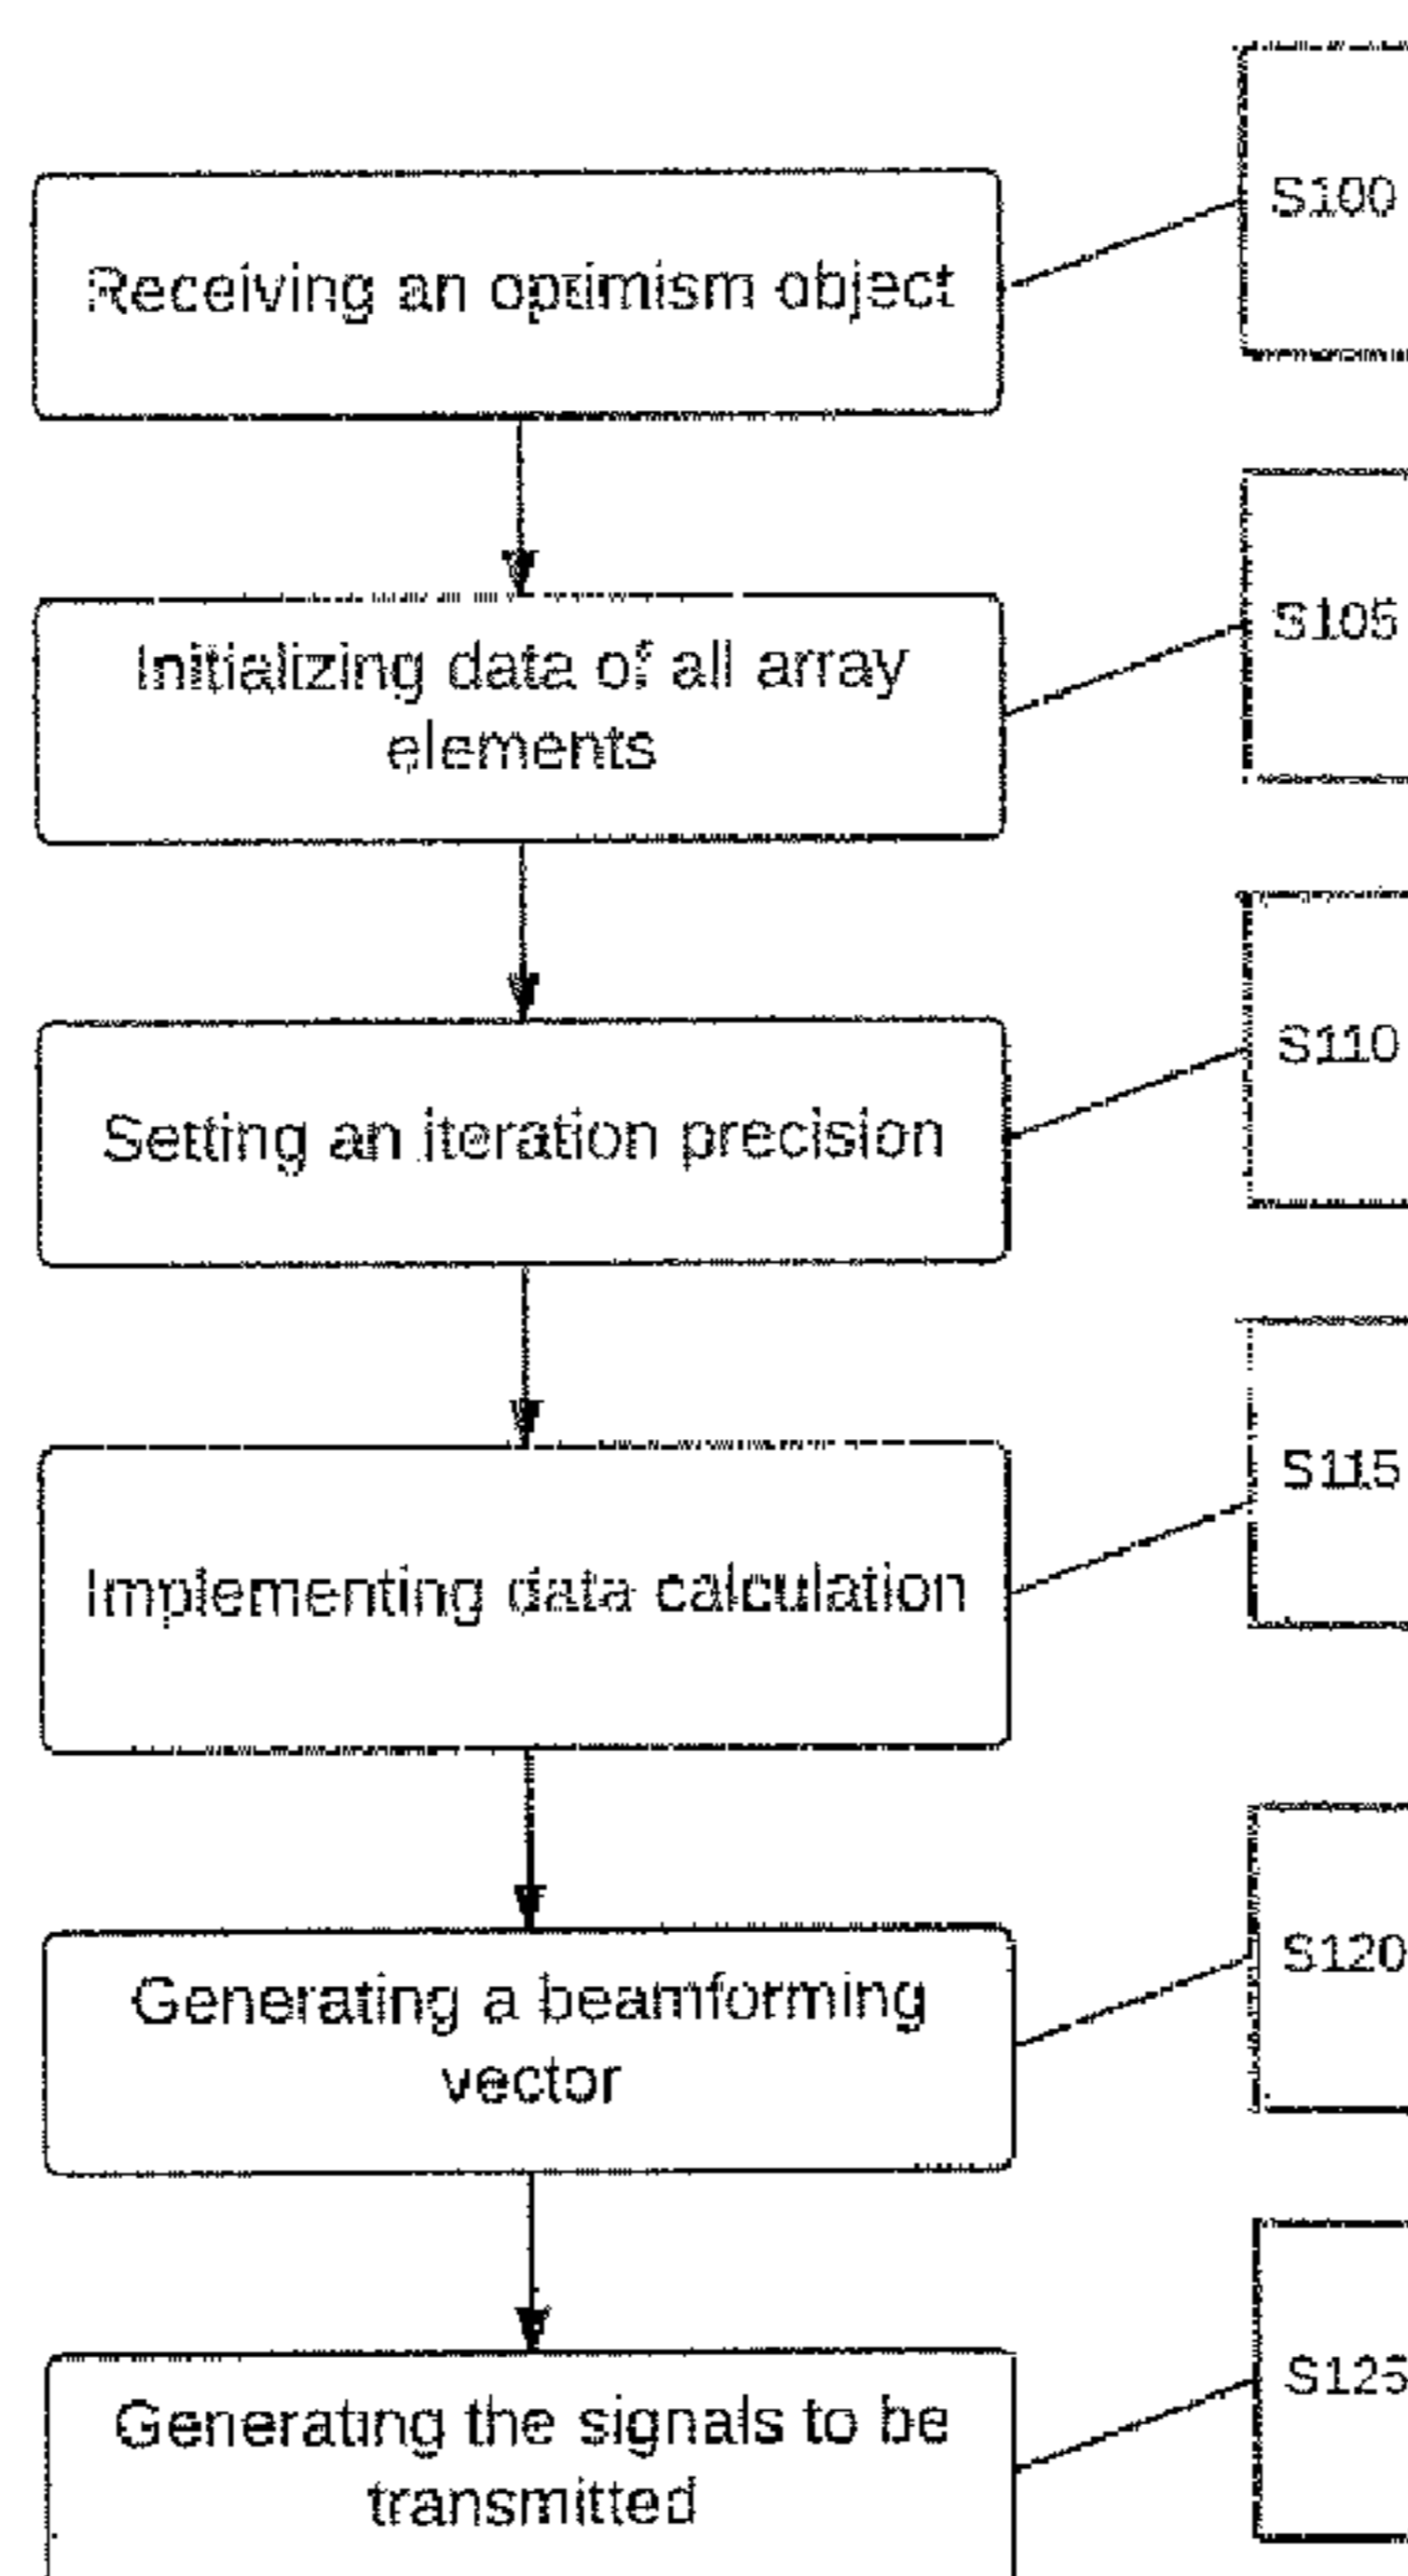 S100
Receiving an optimism object
S105
Initializing data of all array
elements
S110
Setting an iteration precision
S115
Implementing data calculation
S120
Generating a beamforming
vector
S125
Generating the signals to be
transmitted